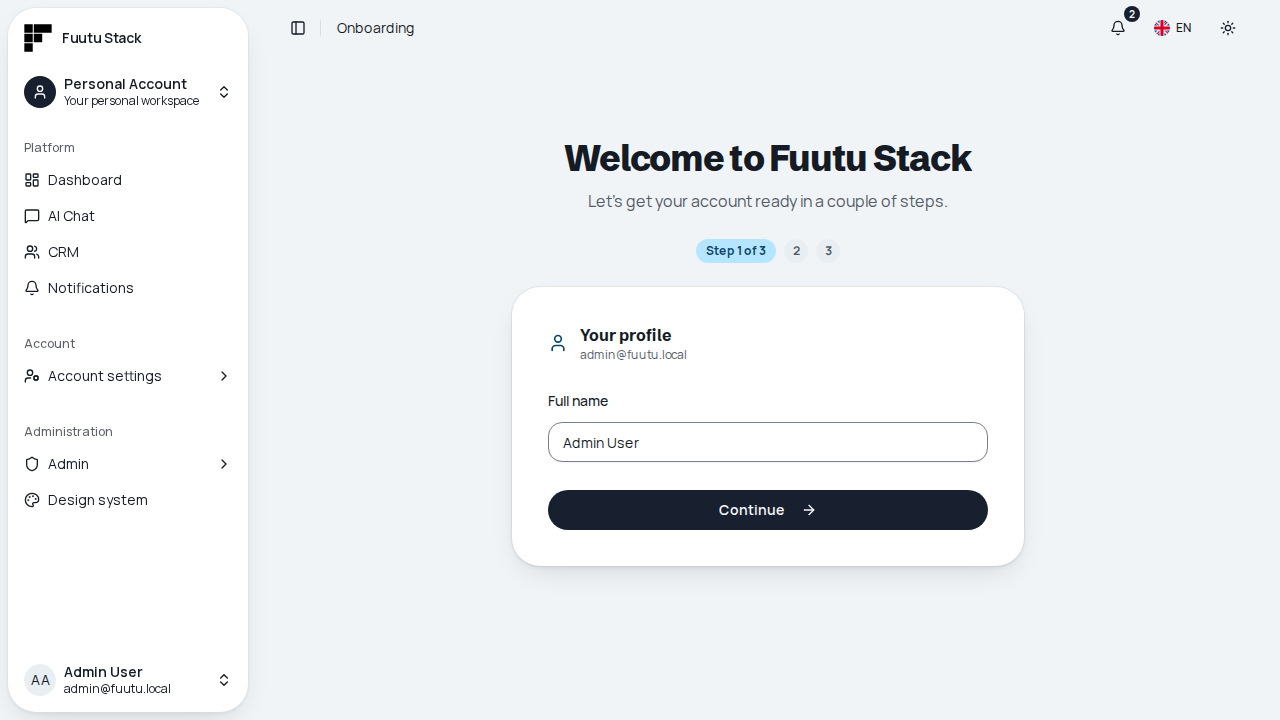 Fuutu Stack
Personal Account
Your personal workspace
Platform
Dashboard
AI Chat
CRM
Notifications
Account
Account settings
Administration
Admin
Design system
AA
Admin User
admin@fuutu.local
Onboarding
2
EN
Welcome to Fuutu Stack
Let's get your account ready in a couple of steps.
Step 1 of 3
2
3
Your profile
admin@fuutu.local
Full name
Admin User
Continue